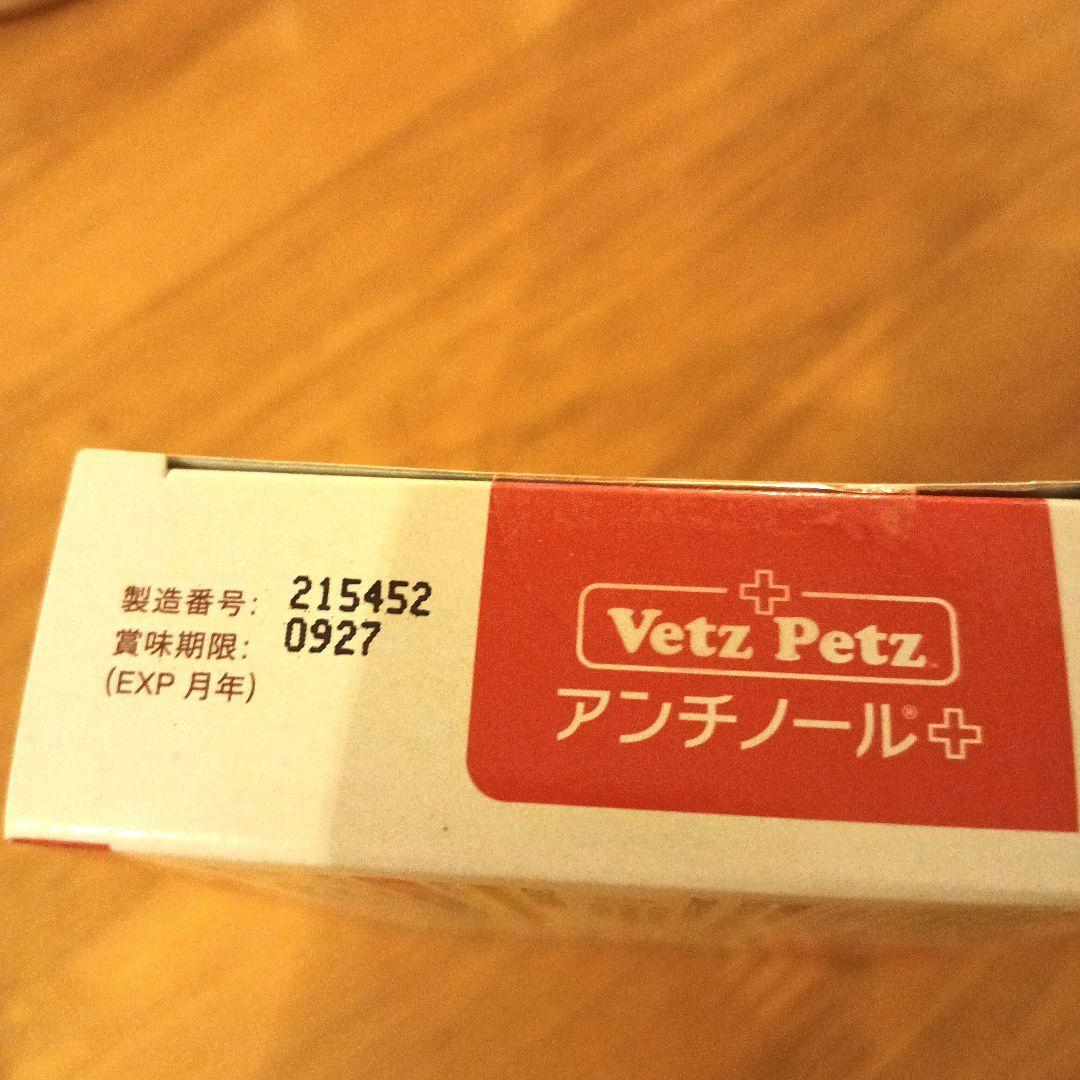 製造番号: 215452
賞味期限: 0927
(EXP 月年)
Vetz Petz™
アンチノール®+